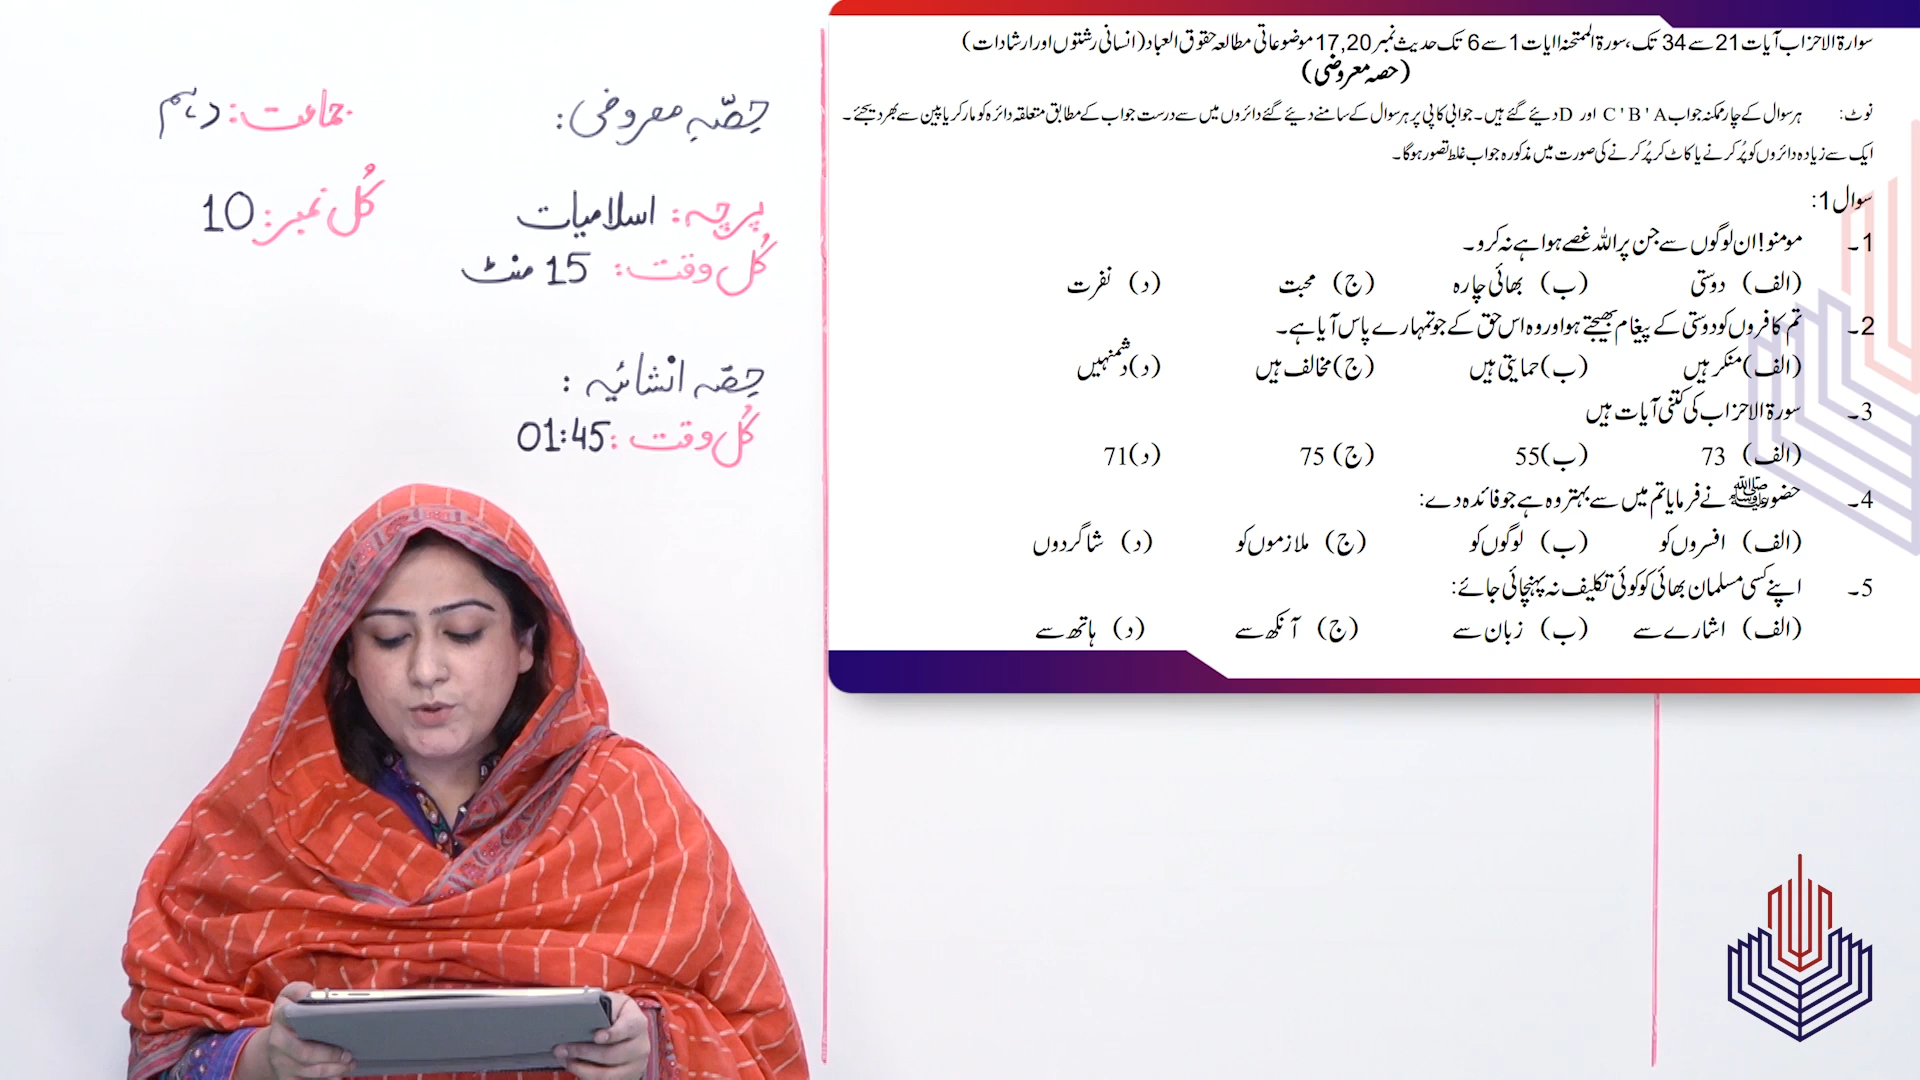 سوارۃ الاحزاب آیات 21 سے 34 تک، سورۃ الممتحنہ اایات 1 سے 6 تک حدیث نمبر 17,20 موضوعاتی مطالعہ حقوق العباد (انسانی رشتوں اور ارشادات)
(حصہ معروضی)
نوٹ: ہر سوال کے چار ممکنہ جواب C ' B ' A اور D دیئے گئے ہیں۔ جوابی کاپی پر ہر سوال کے سامنے دیئے گئے دائروں میں سے درست جواب کے مطابق متعلقہ دائرہ کو مارکر یا پین سے بھر دیجئے۔
ایک سے زیادہ دائروں کو پُر کرنے یا کاٹ کر پُر کرنے کی صورت میں مذکورہ جواب غلط تصور ہوگا۔
سوال 1:
1۔ مومنو! ان لوگوں سے جن پر اللہ غصے ہوا ہے نہ کرو۔
(الف) دوستی (ب) بھائی چارہ (ج) محبت (د) نفرت
2۔ تم کافروں کو دوستی کے پیغام بھیجتے ہو اور وہ اس حق کے جو تمہارے پاس آیا ہے۔
(الف) منکر ہیں (ب) حمایتی ہیں (ج) مخالف ہیں (د) دشمنہیں
3۔ سورۃ الاحزاب کی کتنی آیات ہیں
(الف) 73 (ب) 55 (ج) 75 (د) 71
4۔ حضور ﷺ نے فرمایا تم میں سے بہتر وہ ہے جو فائدہ دے:
(الف) افسروں کو (ب) لوگوں کو (ج) ملازموں کو (د) شاگردوں
5۔ اپنے کسی مسلمان بھائی کو کوئی تکلیف نہ پہنچائی جائے:
(الف) اشارے سے (ب) زبان سے (ج) آنکھ سے (د) ہاتھ سے
حِصّہِ معروضی: جماعت: دہم
پرچہ: اسلامیات کُل نمبر: 10
کُل وقت: 15 منٹ
حِصّہ انشائیہ:
کُل وقت: 01:45